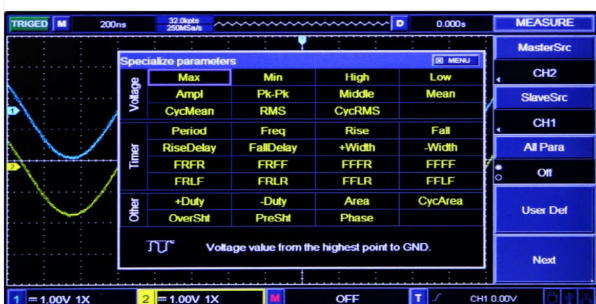 TRIGED M 200ns 32.0kpts 250MSa/s D 0.000s MEASURE
Specialize parameters MENU
Voltage
Max Min High Low
Ampl Pk-Pk Middle Mean
CycMean RMS CycRMS
Timer
Period Freq Rise Fall
RiseDelay FallDelay +Width -Width
FRFR FRFF FFFR FFFF
FRLF FRLR FFLR FFLF
Other
+Duty -Duty Area CycArea
OverSht PreSht Phase
Voltage value from the highest point to GND.
MasterSrc
CH2
SlaveSrc
CH1
All Para
Off
User Def
Next
1
2
1 = 1.00V 1X 2 = 1.00V 1X M OFF T CH1 0.00V